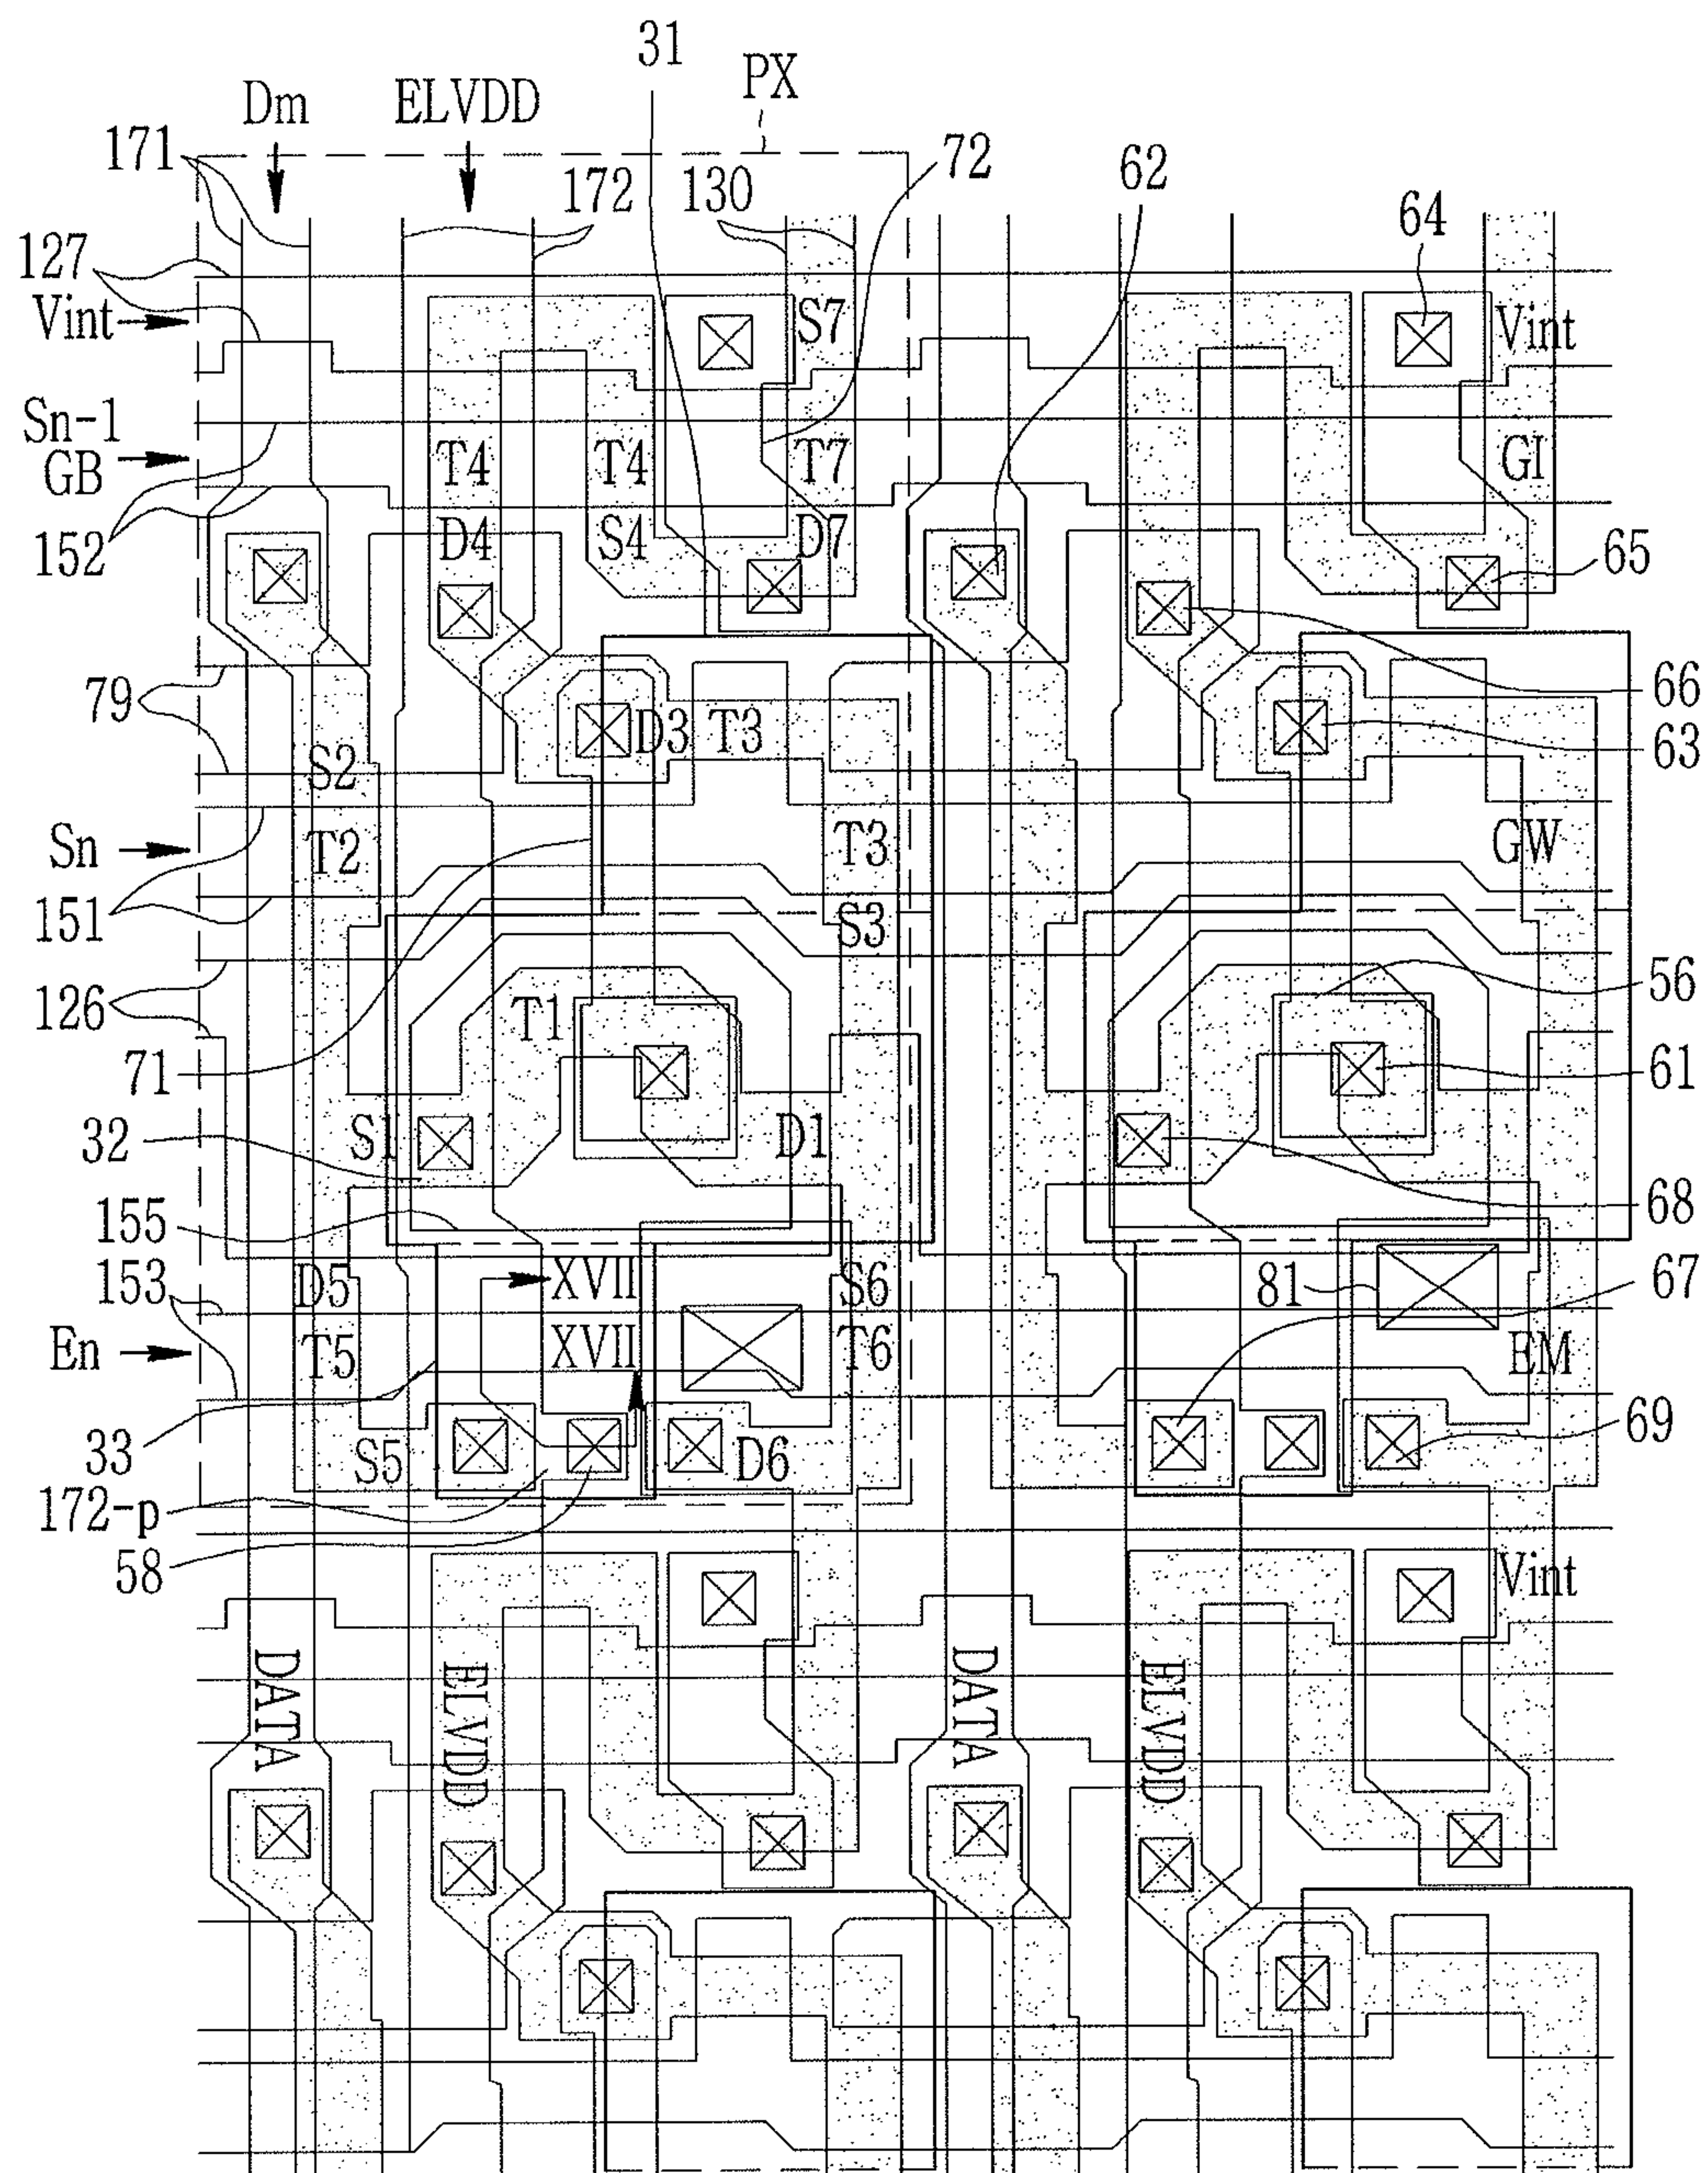 31
PX
Dm
ELVDD
171
72
62
172
130
64
127
Vint
S7
Vint
Sn-1
GB
T4
T4
T7
GI
152
D4
S4
D7
65
66
79
D3
T3
63
S2
Sn
T2
T3
GW
151
S3
126
T1
56
71
61
32
S1
D1
155
68
153
D5
XVII
S6
81
67
En
T5
XVII
T6
EM
33
S5
D6
69
172-p
58
Vint
DATA
ELVDD
DATA
ELVDD